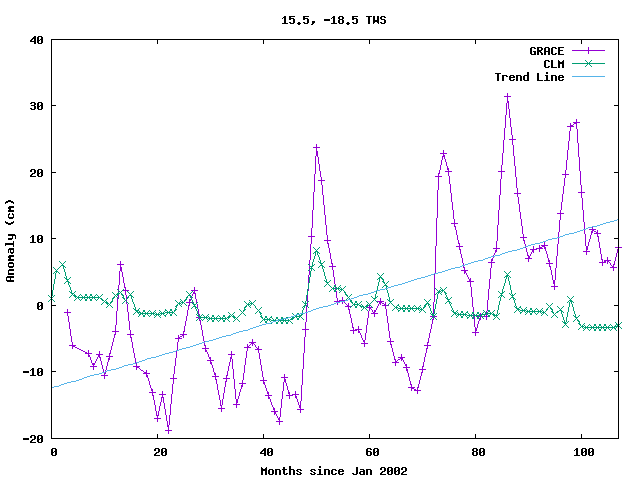 15.5, -18.5 TWS
GRACE
CLM
Trend Line
40
30
20
10
0
-10
-20
Anomaly (cm)
0 20 40 60 80 100
Months since Jan 2002